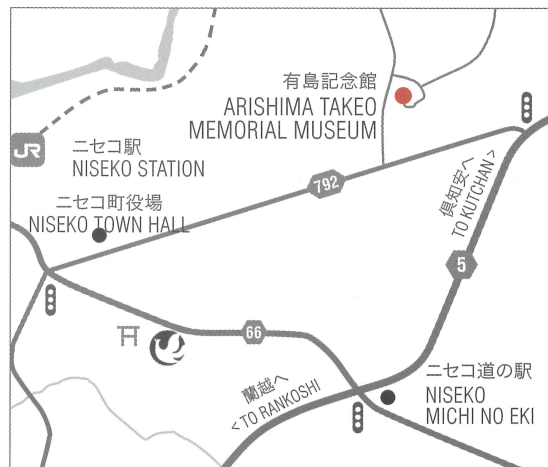 有島記念館
ARISHIMA TAKEO
MEMORIAL MUSEUM
JR
ニセコ駅
NISEKO STATION
ニセコ町役場
NISEKO TOWN HALL
792
倶知安へ
TO KUTCHAN >
5
66
蘭越へ
< TO RANKOSHI
ニセコ道の駅
NISEKO
MICHI NO EKI